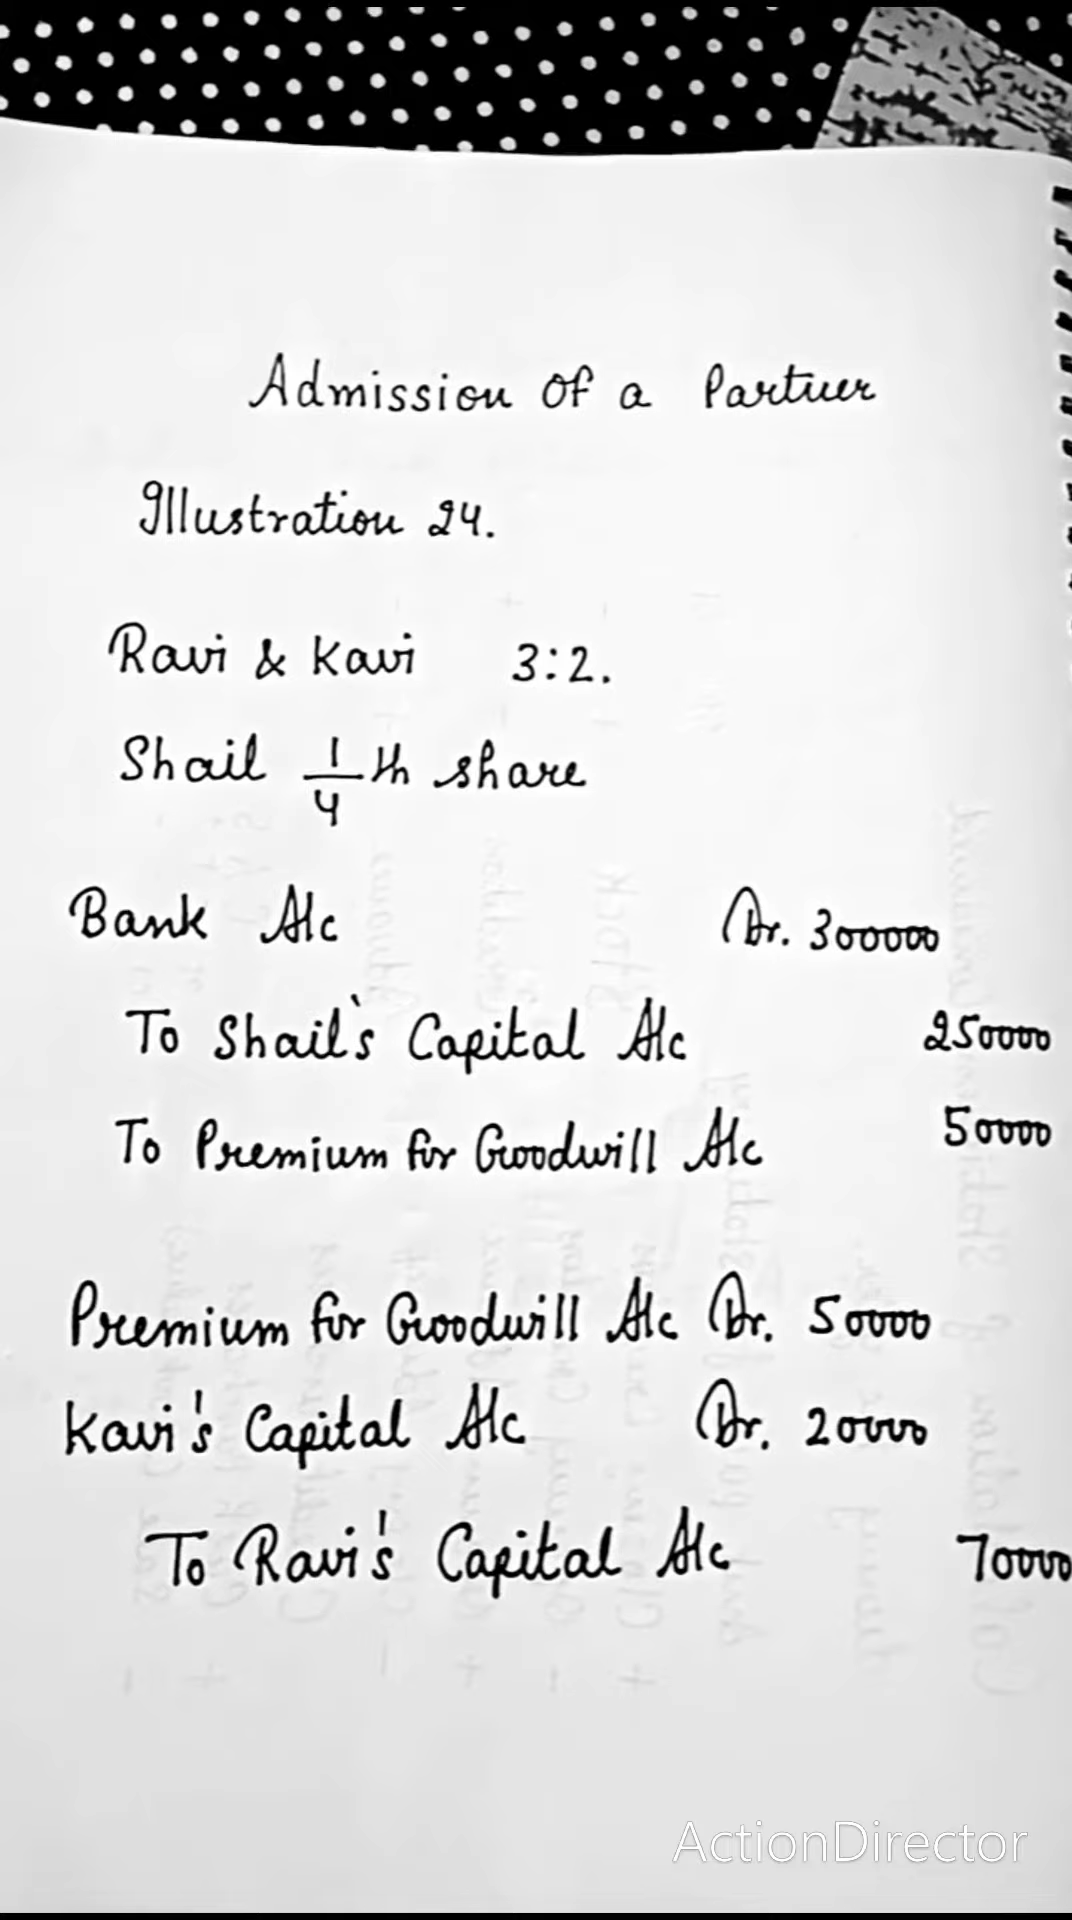 Admission of a Partner
Illustration 24.
Ravi & Kavi 3:2.
Shail 1/4 th share
Bank A/c Dr. 300000
To Shail's Capital A/c 250000
To Premium for Goodwill A/c 50000
Premium for Goodwill A/c Dr. 50000
Kavi's Capital A/c Dr. 20000
To Ravi's Capital A/c 70000
ActionDirector